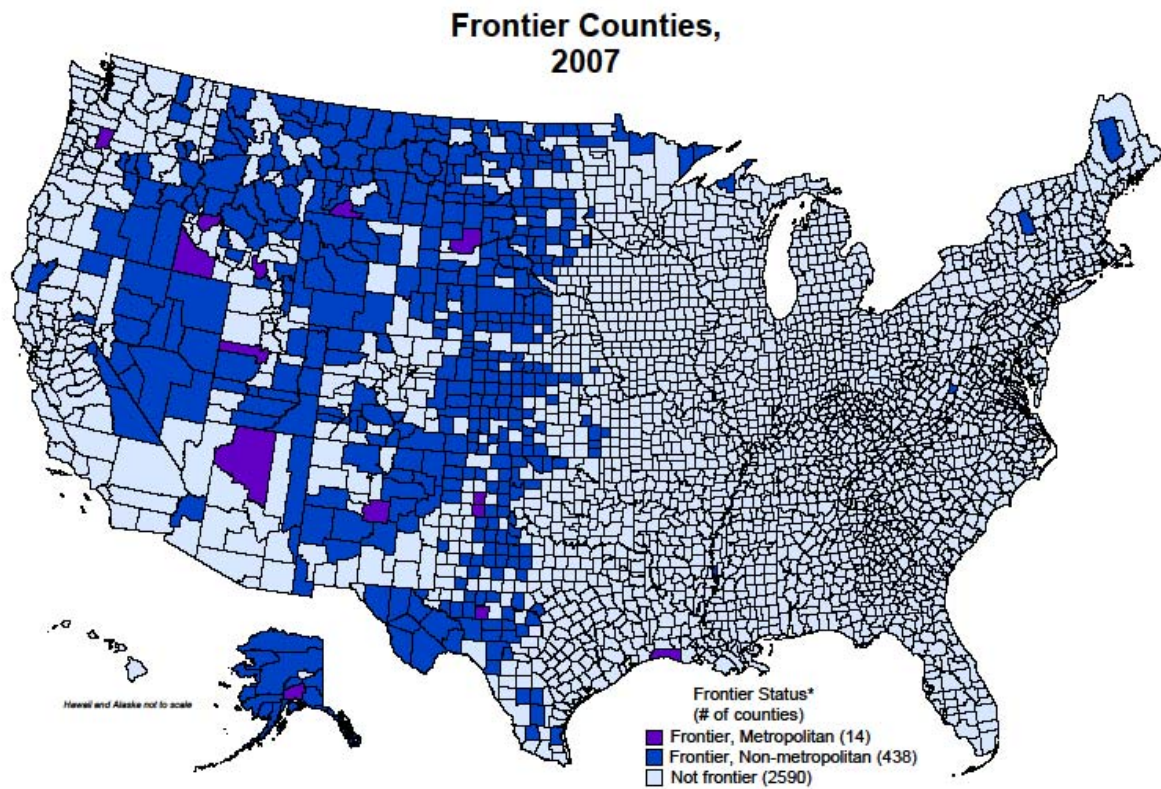 Frontier Counties,
2007
Hawaii and Alaska not to scale
Frontier Status*
(# of counties)
Frontier, Metropolitan (14)
Frontier, Non-metropolitan (438)
Not frontier (2590)